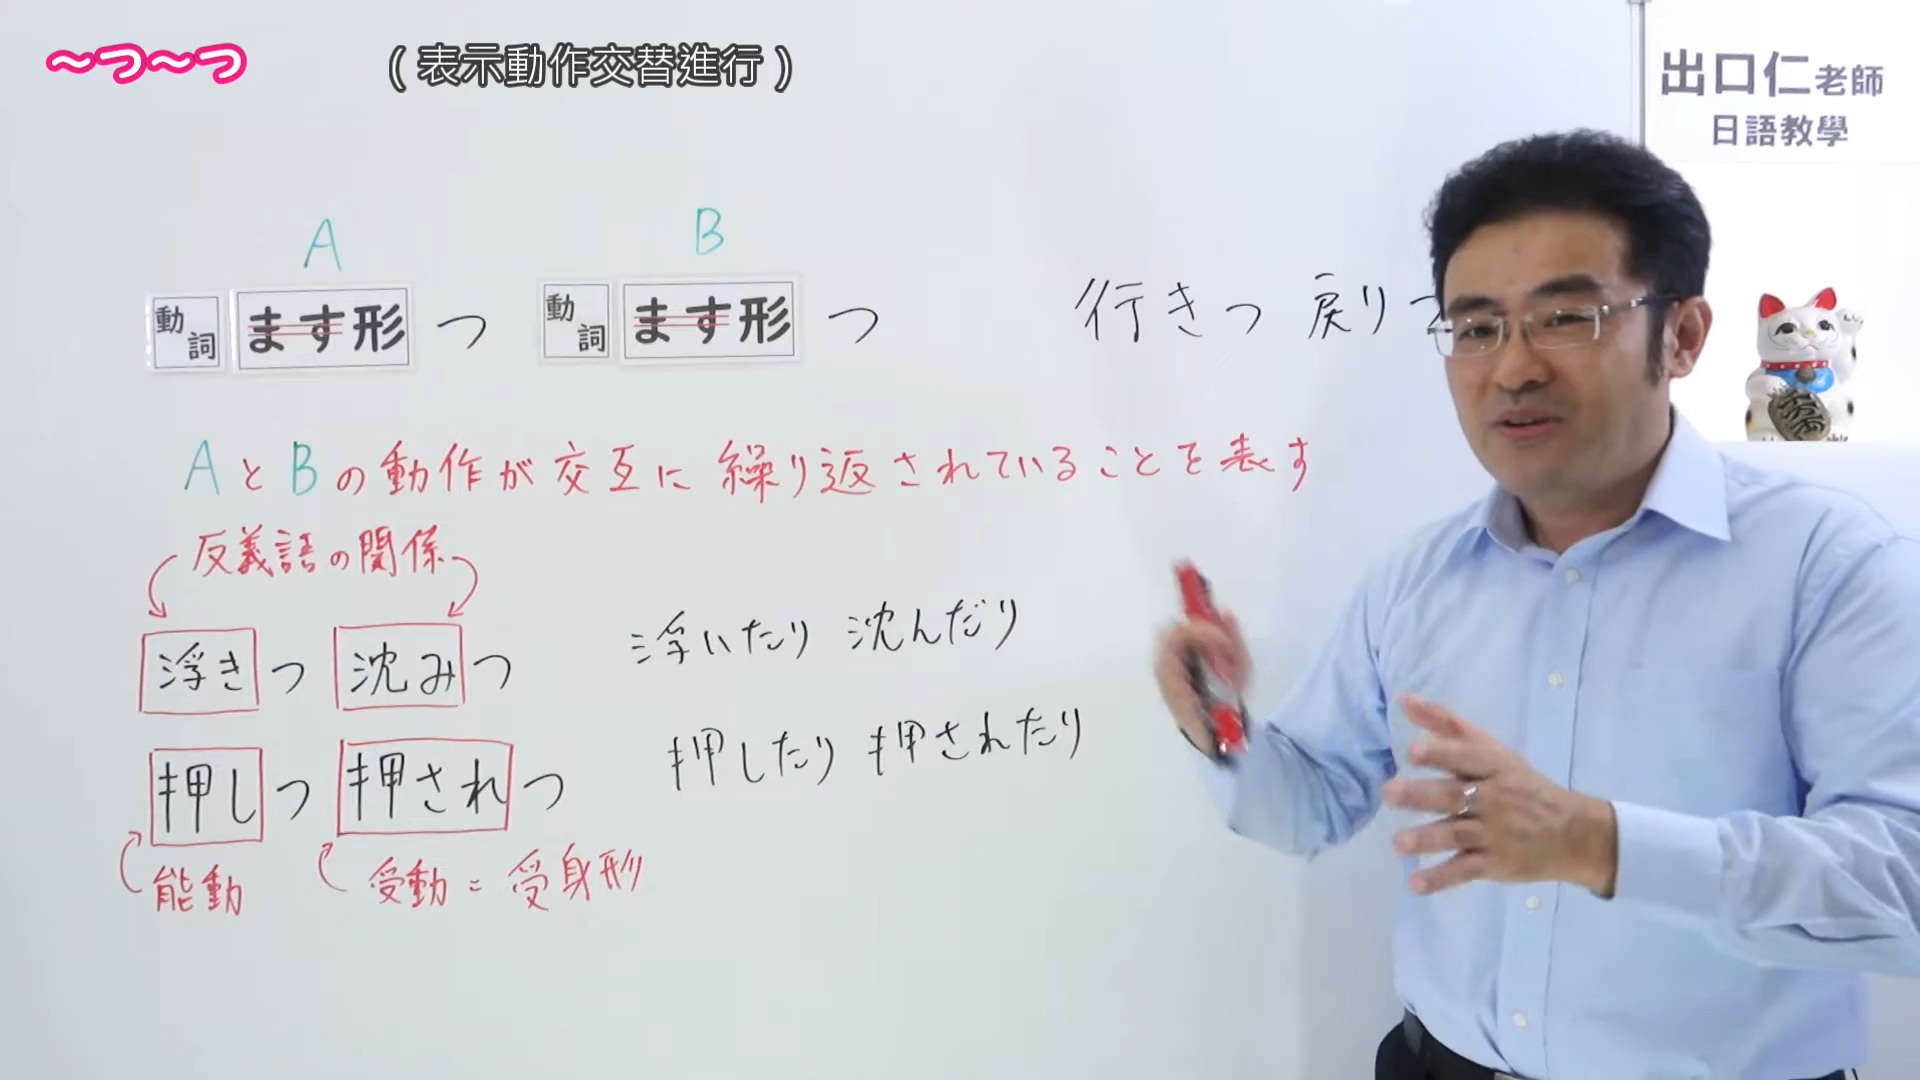 ～つ～つ （表示動作交替進行）
出口仁老師
日語教學
A B
動詞 ます形 つ 動詞 ます形 つ
行きつ 戻りつ
AとBの動作が交互に繰り返されていることを表す
反義語の関係
浮きつ沈みつ 浮いたり 沈んだり
押しつ押されつ 押したり 押されたり
能動 受動=受身形